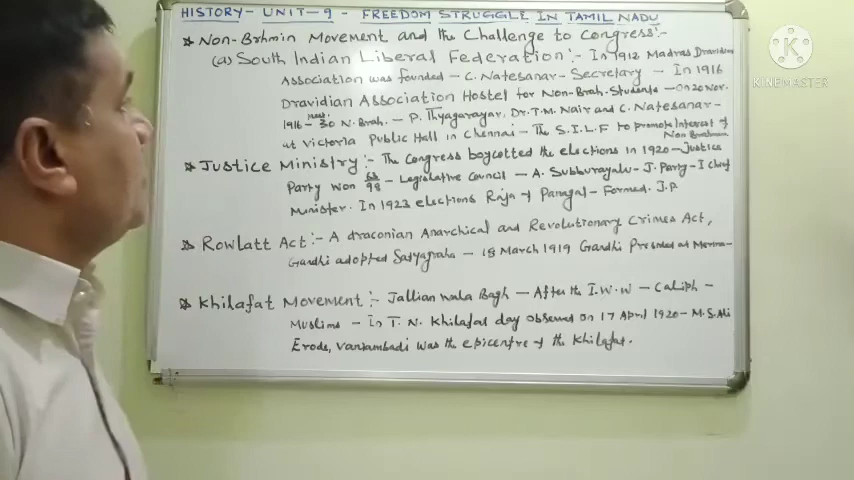 HISTORY- UNIT-9 - FREEDOM STRUGGLE IN TAMIL NADU
* Non-Brhmin Movement and the Challenge to Congress:-
(a) South Indian Liberal Federation:- In 1912 Madras Dravidian
Association was founded - C. Natesanar- Secretary - In 1916
Dravidian Association Hostel for Non-Brah. Students - on 20 Nov.
1916 - 30 N. Brah. - P. Thyagarayar, Dr. T.M. Nair and C. Natesanar-
at Victoria Public Hall in Chennai - The S.I.L.F to promote Interest of
Non Brahmin
* Justice Ministry:- The Congress boycotted the elections in 1920 - Justice
Party won 63/98 - Legislative Council - A. Subburayalu - J. Party - I Chief
Minister. In 1923 elections Raja of Panagal - Formed. J.P
* Rowlatt Act:- A draconian Anarchical and Revolutionary Crimes Act,
Gandhi adopted Satyagraha - 18 March 1919 Gandhi at Merina-
* Khilafat Movement:- Jallian wala Bagh - After the I.W.W - Caliph -
Muslims - In T.N. Khilafat day observed on 17 April 1920 - M.S. Ali
Erode, Vaniambadi was the epicentre of the Khilafat.
KINEMASTER